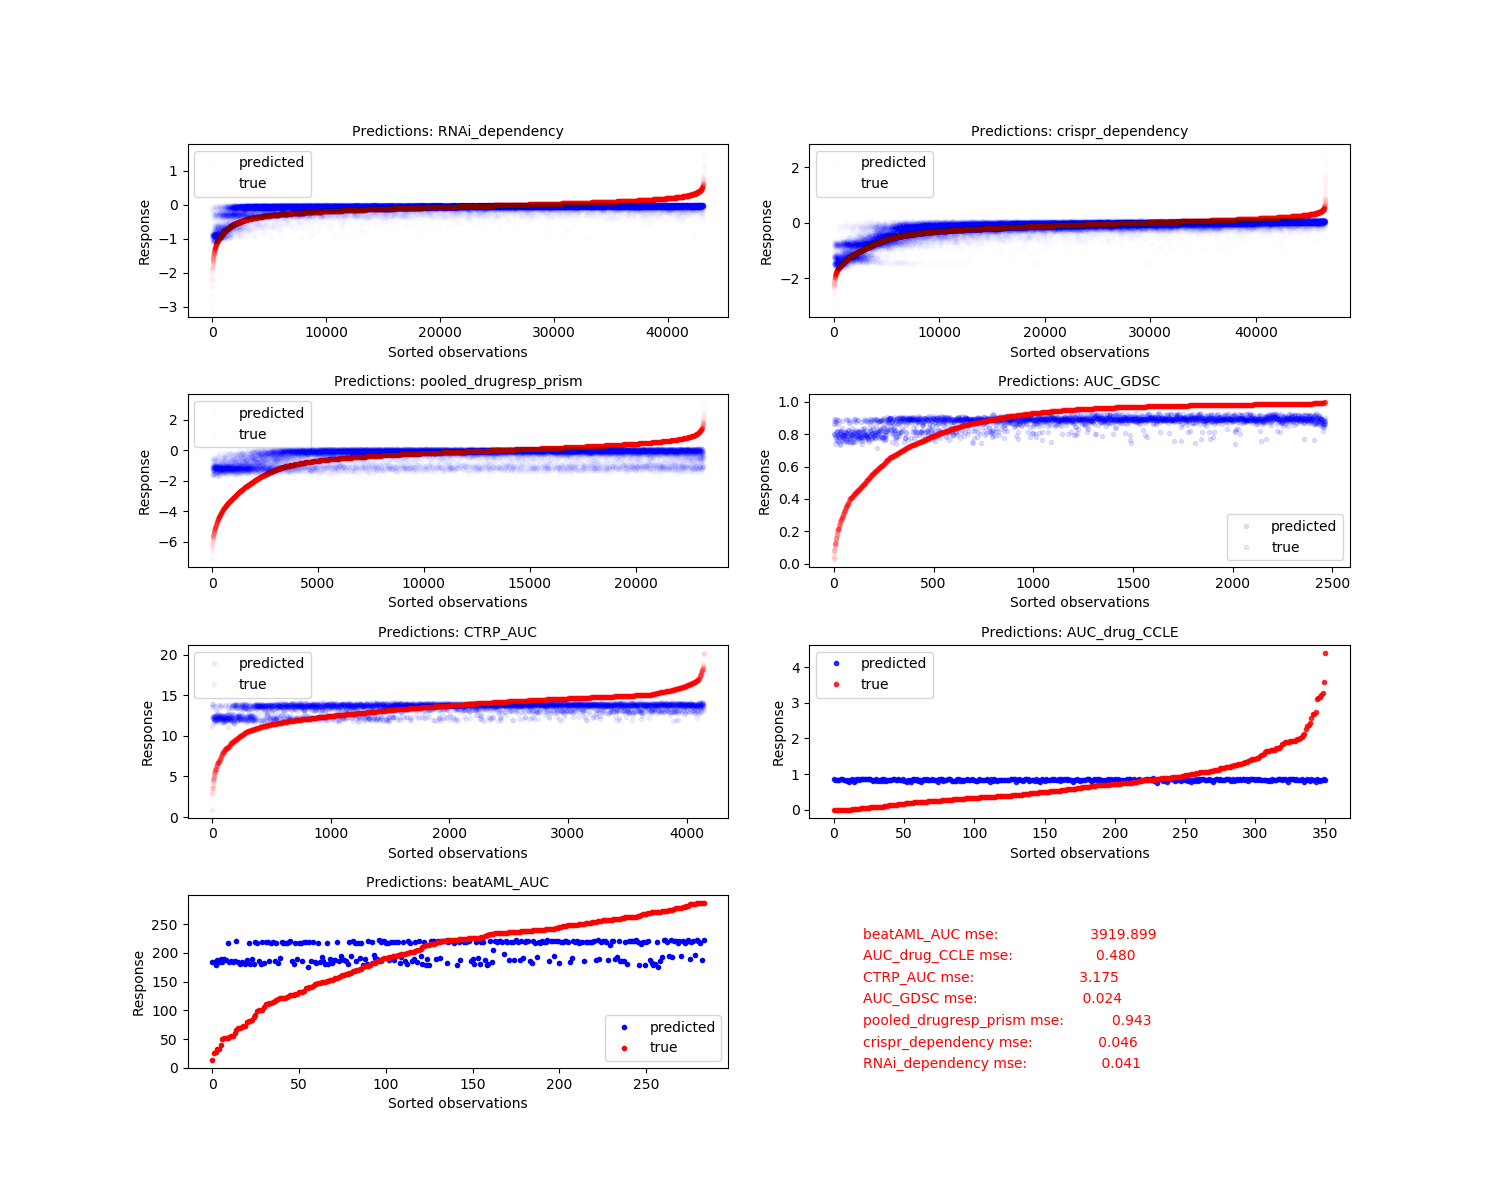 Predictions: RNAi_dependency
predicted
true
Response
1
0
−1
−2
−3
0 10000 20000 30000 40000
Sorted observations
Predictions: crispr_dependency
predicted
true
Response
2
0
−2
0 10000 20000 30000 40000
Sorted observations
Predictions: pooled_drugresp_prism
predicted
true
Response
2
0
−2
−4
−6
0 5000 10000 15000 20000
Sorted observations
Predictions: AUC_GDSC
Response
1.0
0.8
0.6
0.4
0.2
0.0
predicted
true
0 500 1000 1500 2000 2500
Sorted observations
Predictions: CTRP_AUC
predicted
true
Response
20
15
10
5
0
0 1000 2000 3000 4000
Sorted observations
Predictions: AUC_drug_CCLE
predicted
true
Response
4
3
2
1
0
0 50 100 150 200 250 300 350
Sorted observations
Predictions: beatAML_AUC
Response
250
200
150
100
50
0
predicted
true
0 50 100 150 200 250
Sorted observations
beatAML_AUC mse: 3919.899
AUC_drug_CCLE mse: 0.480
CTRP_AUC mse: 3.175
AUC_GDSC mse: 0.024
pooled_drugresp_prism mse: 0.943
crispr_dependency mse: 0.046
RNAi_dependency mse: 0.041